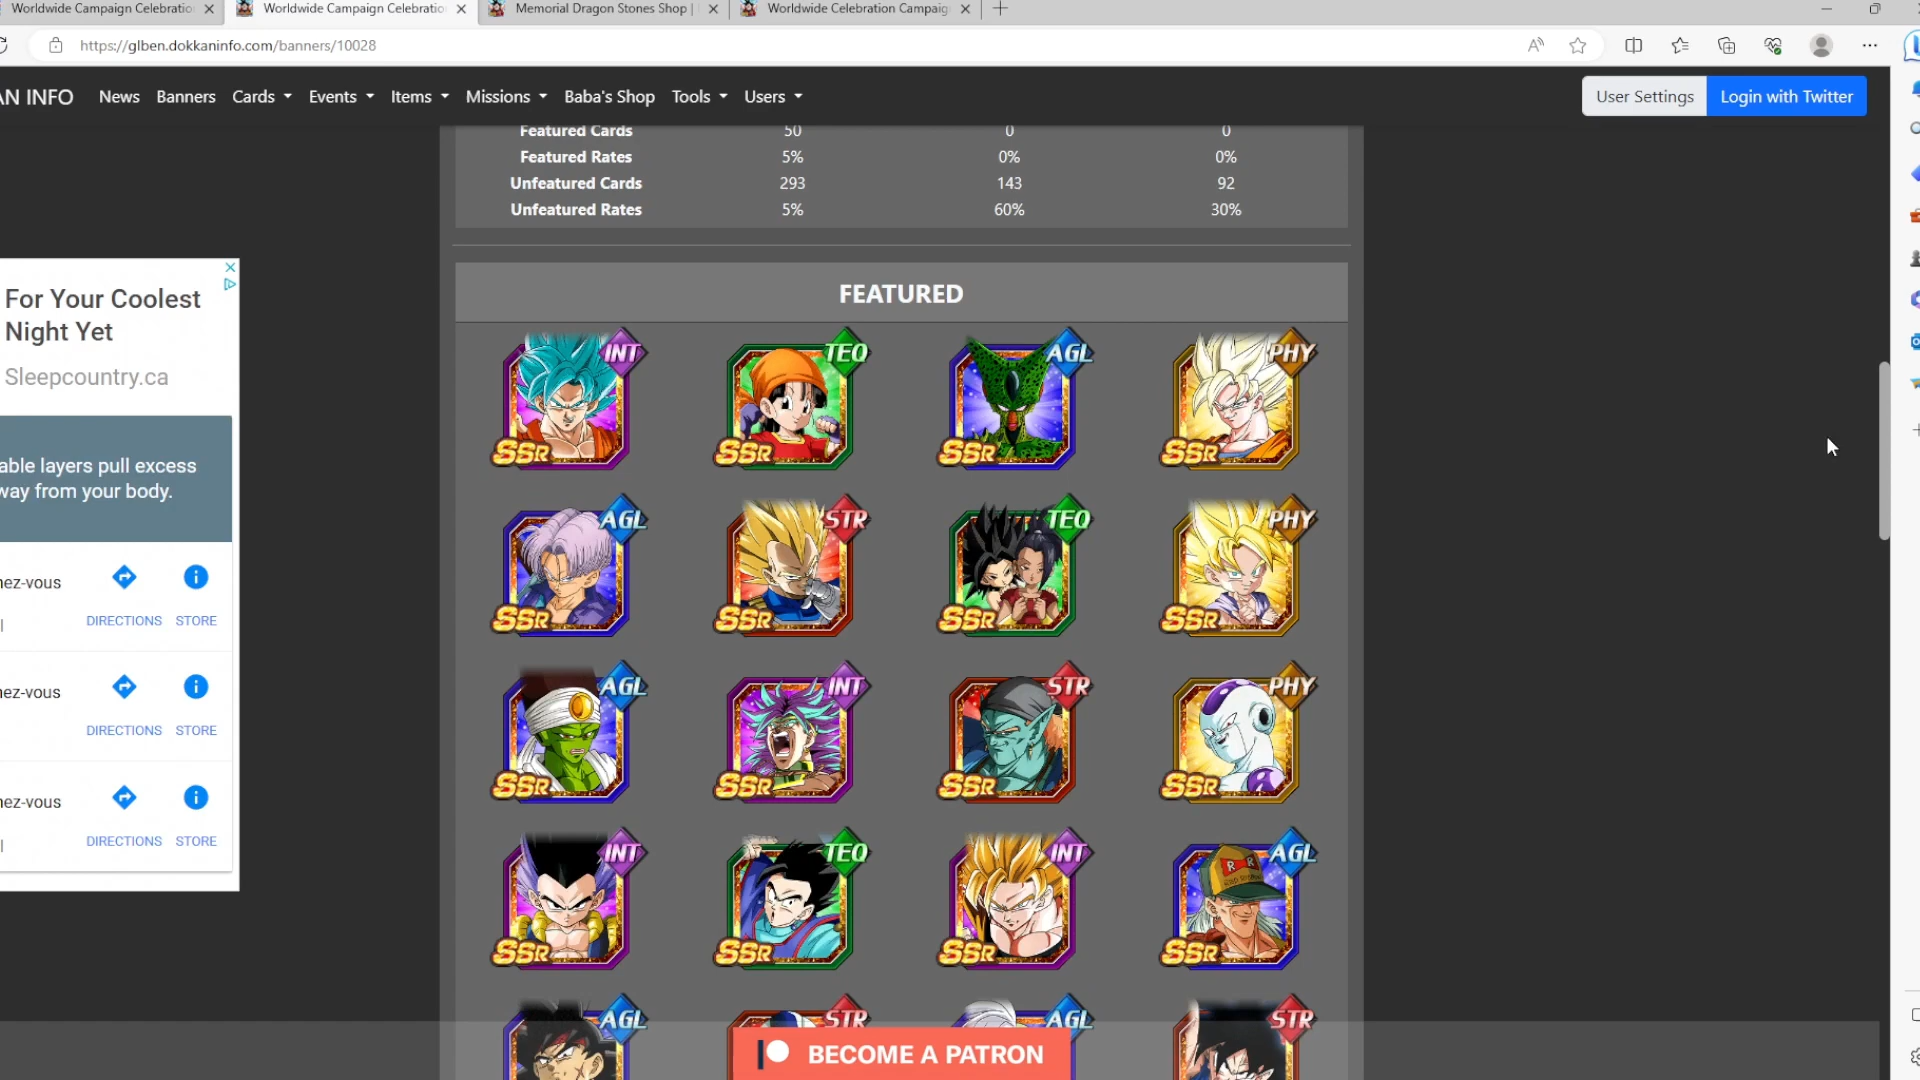 Worldwide Campaign Celebratio
Worldwide Campaign Celebratio
Memorial Dragon Stones Shop |
Worldwide Celebration Campaig
https://glben.dokkaninfo.com/banners/10028
AN INFO
News
Banners
Cards
Events
Items
Missions
Baba's Shop
Tools
Users
User Settings
Login with Twitter
Featured Cards 50 0 0
Featured Rates 5% 0% 0%
Unfeatured Cards 293 143 92
Unfeatured Rates 5% 60% 30%
FEATURED
For Your Coolest
Night Yet
Sleepcountry.ca
able layers pull excess
way from your body.
nez-vous
DIRECTIONS STORE
nez-vous
DIRECTIONS STORE
nez-vous
DIRECTIONS STORE
INT TEQ AGL PHY
SSR SSR SSR SSR
AGL STR TEQ PHY
SSR SSR SSR SSR
AGL INT STR PHY
SSR SSR SSR SSR
INT TEQ INT AGL
R R
SSR SSR SSR SSR
AGL STR AGL STR
BECOME A PATRON